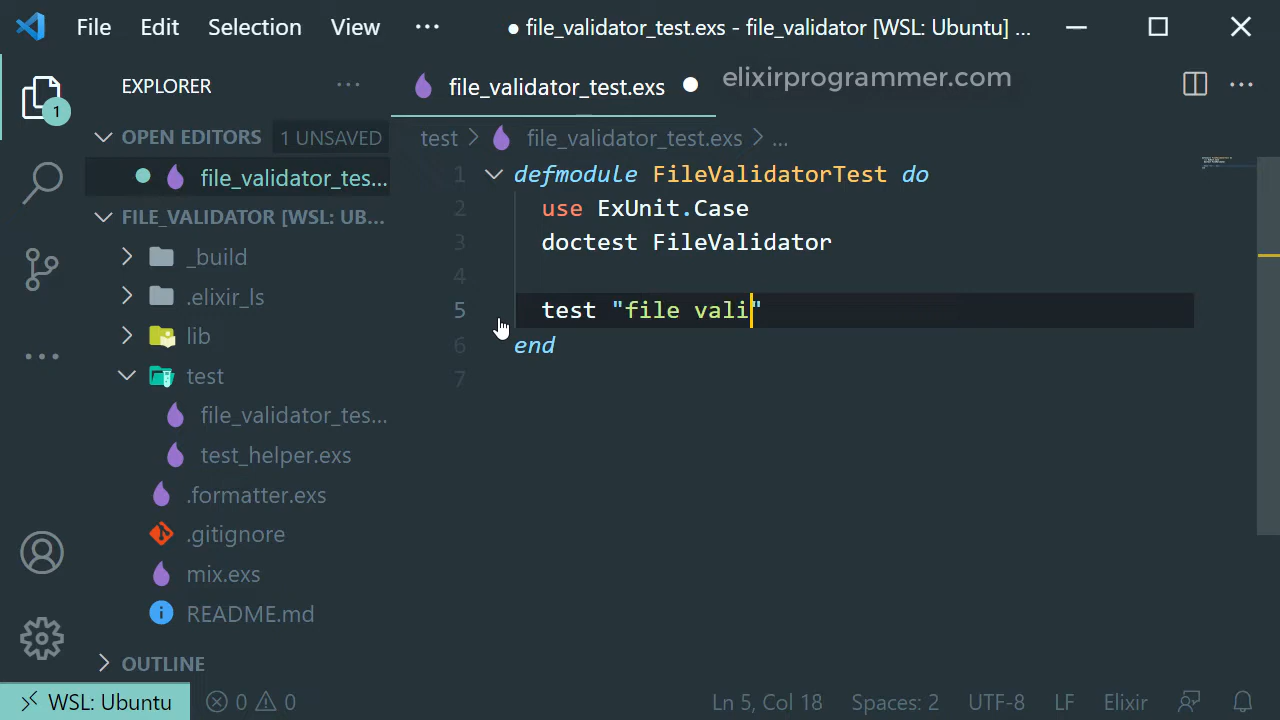 File Edit Selection View ··· ● file_validator_test.exs - file_validator [WSL: Ubuntu] ...
EXPLORER ···
file_validator_test.exs ●
elixirprogrammer.com
···
1
OPEN EDITORS 1 UNSAVED
file_validator_tes...
FILE_VALIDATOR [WSL: UB...
_build
.elixir_ls
lib
test
file_validator_tes...
test_helper.exs
.formatter.exs
.gitignore
mix.exs
README.md
OUTLINE
test > file_validator_test.exs > ...
1 defmodule FileValidatorTest do
2 use ExUnit.Case
3 doctest FileValidator
4
5 test "file vali"
6 end
7
WSL: Ubuntu 0 0 Ln 5, Col 18 Spaces: 2 UTF-8 LF Elixir